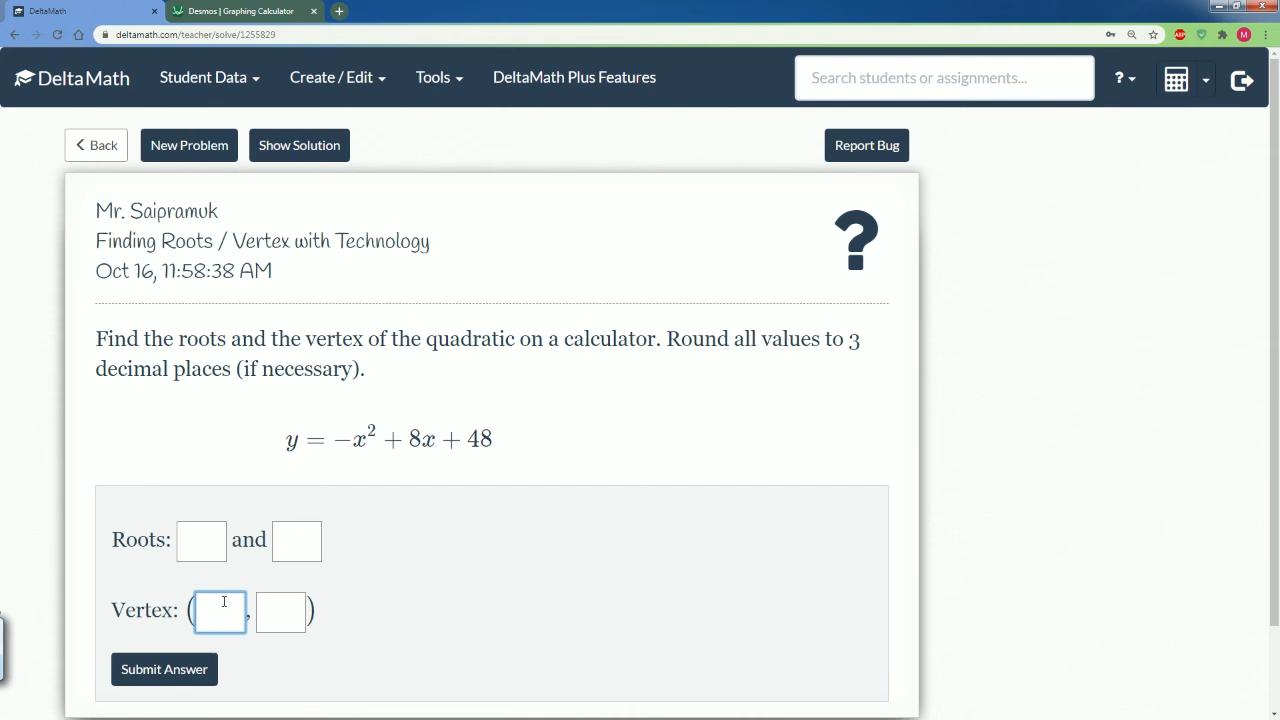 DeltaMath
Desmos | Graphing Calculator
deltamath.com/teacher/solve/1255829
ABP
M
DeltaMath Student Data Create / Edit Tools DeltaMath Plus Features Search students or assignments... ?
Back New Problem Show Solution Report Bug
Mr. Saipramuk
Finding Roots / Vertex with Technology
Oct 16, 11:58:38 AM
?
Find the roots and the vertex of the quadratic on a calculator. Round all values to 3
decimal places (if necessary).
y = −x² + 8x + 48
Roots: and
Vertex: ( , )
Submit Answer